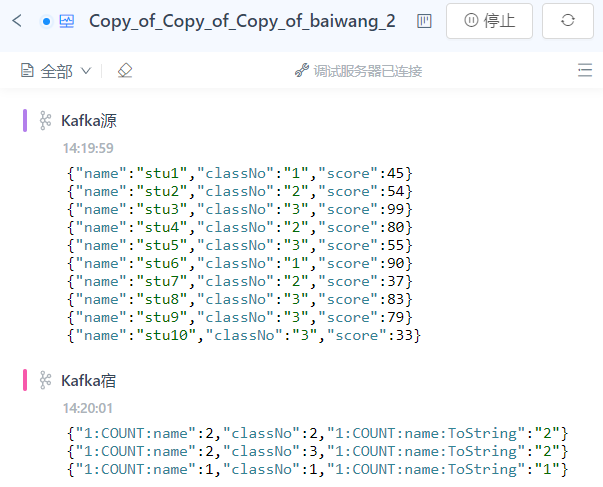 Copy_of_Copy_of_Copy_of_baiwang_2 停止
全部 调试服务器已连接
Kafka源
14:19:59
{"name":"stu1","classNo":"1","score":45}
{"name":"stu2","classNo":"2","score":54}
{"name":"stu3","classNo":"3","score":99}
{"name":"stu4","classNo":"2","score":80}
{"name":"stu5","classNo":"3","score":55}
{"name":"stu6","classNo":"1","score":90}
{"name":"stu7","classNo":"2","score":37}
{"name":"stu8","classNo":"3","score":83}
{"name":"stu9","classNo":"3","score":79}
{"name":"stu10","classNo":"3","score":33}
Kafka宿
14:20:01
{"1:COUNT:name":2,"classNo":2,"1:COUNT:name:ToString":"2"}
{"1:COUNT:name":2,"classNo":3,"1:COUNT:name:ToString":"2"}
{"1:COUNT:name":1,"classNo":1,"1:COUNT:name:ToString":"1"}